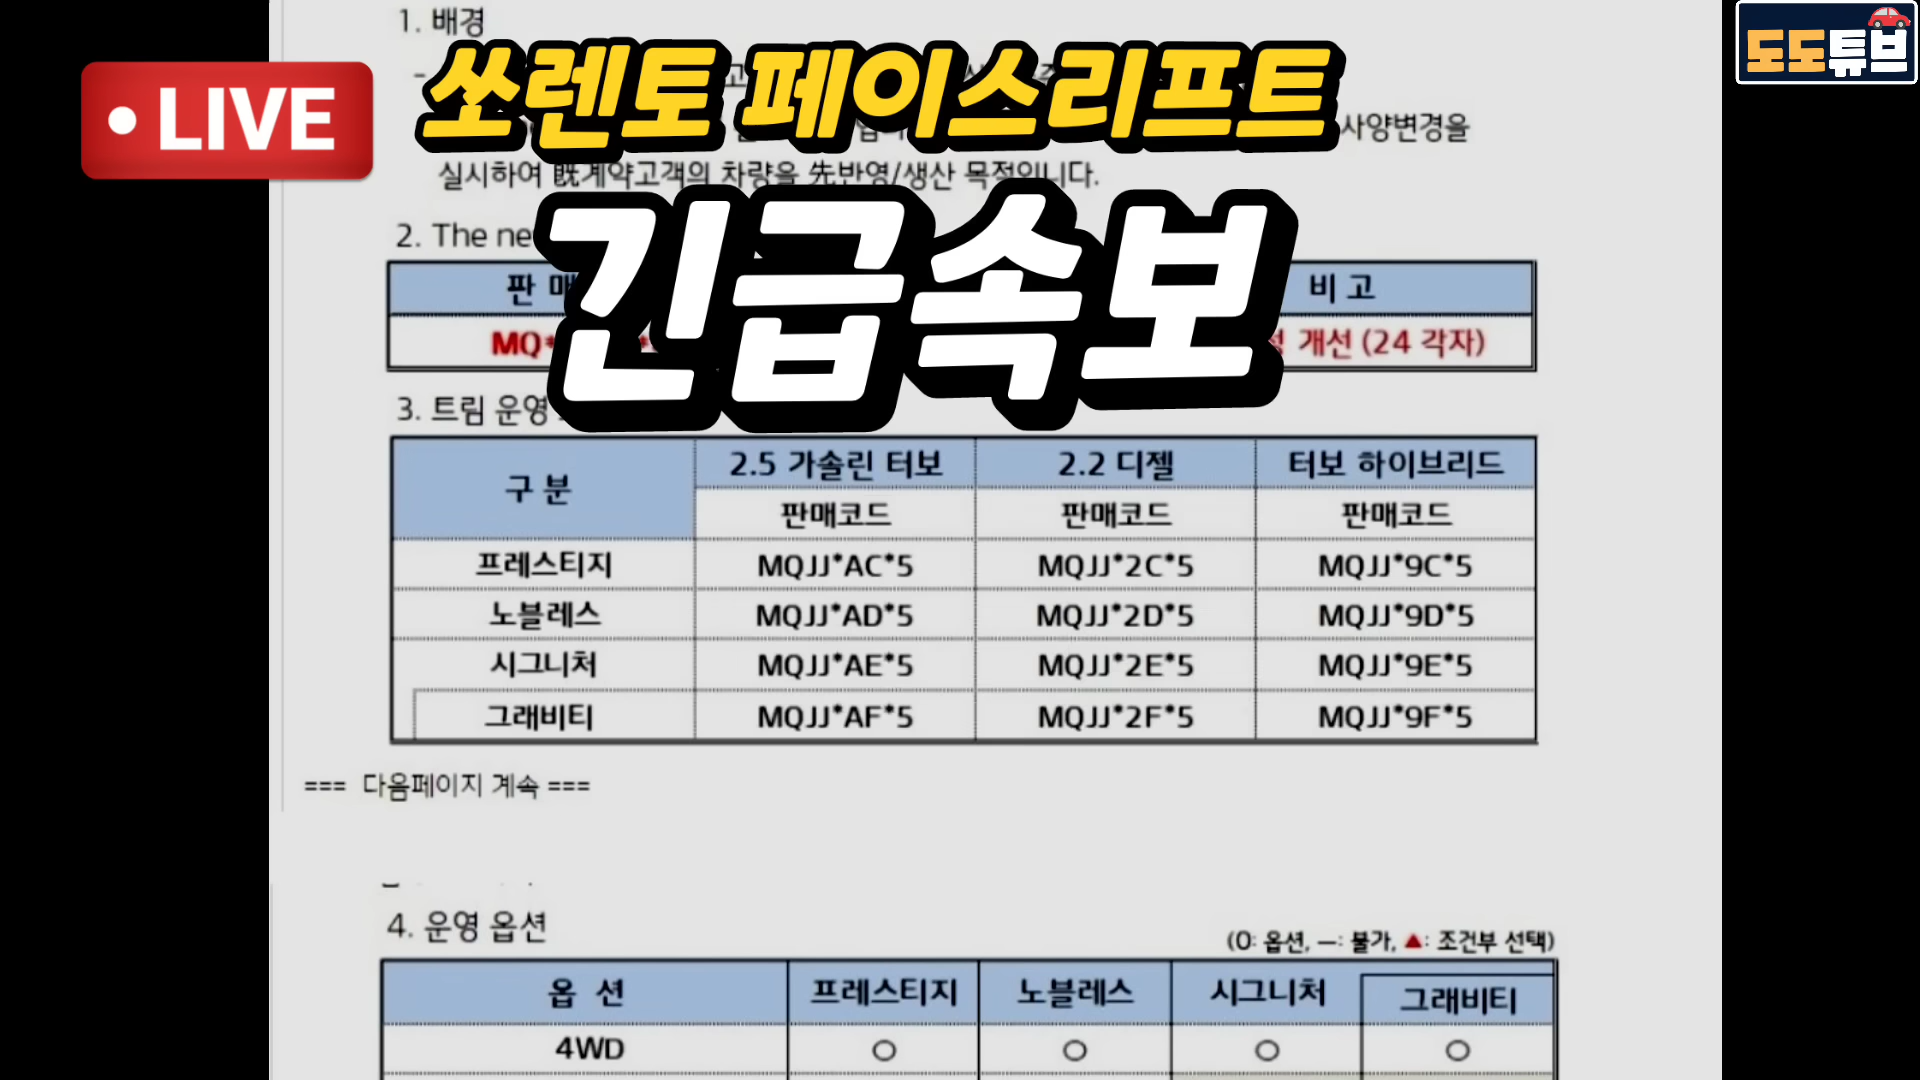 LIVE
도도튜브
쏘렌토 페이스리프트
긴급속보
1. 배경
사양변경을
실시하여 旣계약고객의 차량을 先반영/생산 목적입니다.
2. The ne
판 매 비 고
MQ* 개선 (24 각자)
3. 트림 운영
구 분 2.5 가솔린 터보 2.2 디젤 터보 하이브리드
판매코드 판매코드 판매코드
프레스티지 MQJJ*AC*5 MQJJ*2C*5 MQJJ*9C*5
노블레스 MQJJ*AD*5 MQJJ*2D*5 MQJJ*9D*5
시그니처 MQJJ*AE*5 MQJJ*2E*5 MQJJ*9E*5
그래비티 MQJJ*AF*5 MQJJ*2F*5 MQJJ*9F*5
=== 다음페이지 계속 ===
4. 운영 옵션
(O: 옵션, —: 불가, ▲: 조건부 선택)
옵 션 프레스티지 노블레스 시그니처 그래비티
4WD ○ ○ ○ ○